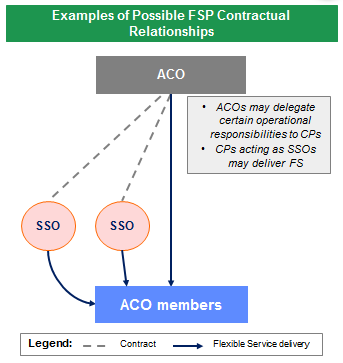 Examples of Possible FSP Contractual
Relationships
ACO
• ACOs may delegate
certain operational
responsibilities to CPs
• CPs acting as SSOs
may deliver FS
SSO
SSO
ACO members
Legend:
Contract
Flexible Service delivery